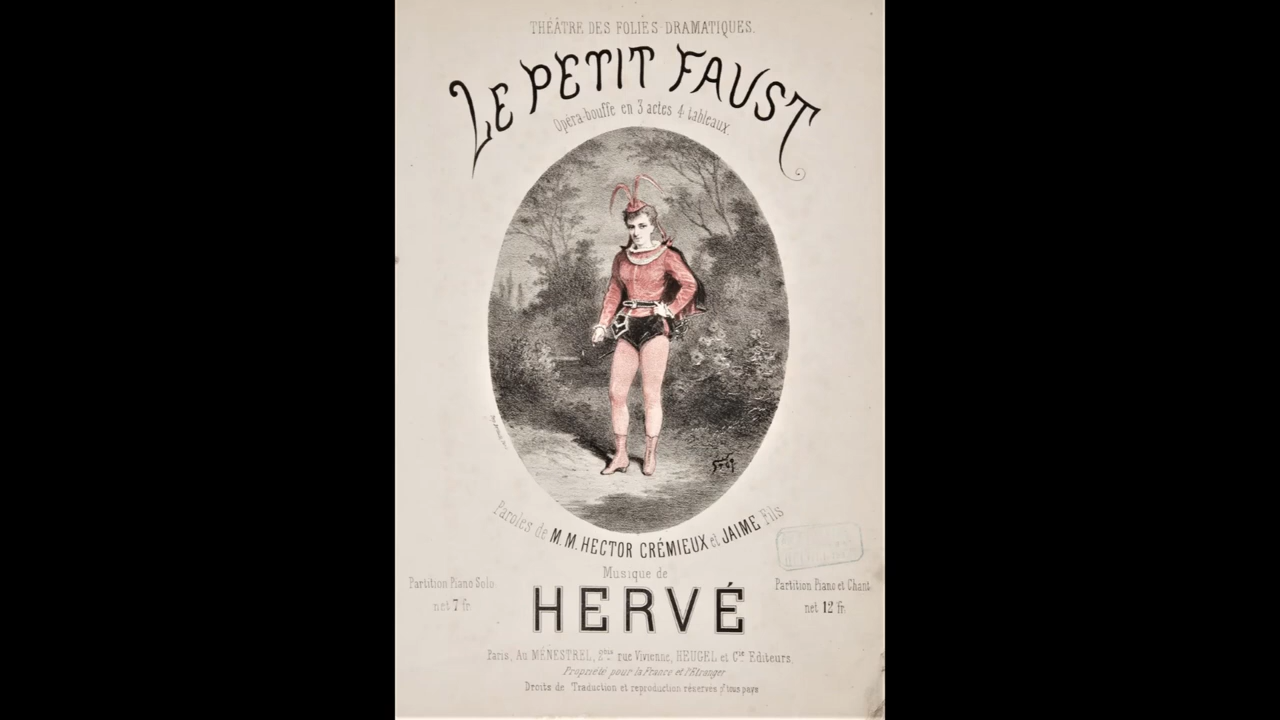 THÉÂTRE DES FOLIES DRAMATIQUES.
LE PETIT FAUST
Opéra-bouffe en 3 actes 4 tableaux.
Paroles de M.M. HECTOR CRÉMIEUX et JAIME Fils
Musique de
HERVÉ
Partition Piano Solo
net 7 fr.
Partition Piano et Chant
net 12 fr.
Paris, AU MÉNESTREL, 2bis rue Vivienne, HEUGEL et Cie Editeurs.
Propriété pour la France et l'Etranger
Droits de Traduction et reproduction réservés pr tous pays